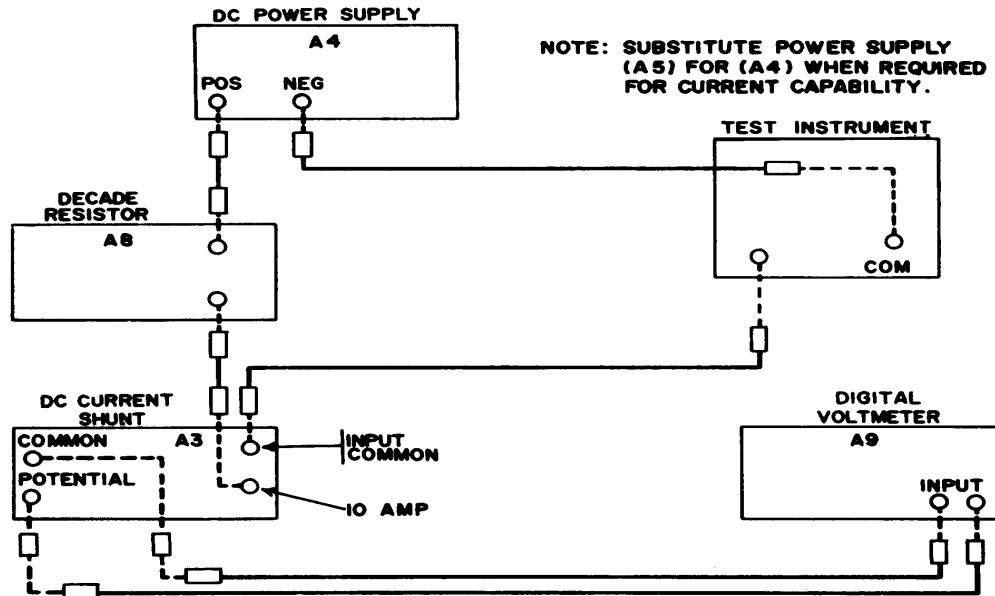 DC POWER SUPPLY
A4
POS NEG
NOTE: SUBSTITUTE POWER SUPPLY
(A5) FOR (A4) WHEN REQUIRED
FOR CURRENT CAPABILITY.
TEST INSTRUMENT
COM
DECADE
RESISTOR
A8
DC CURRENT
SHUNT
COMMON A3
POTENTIAL
INPUT
COMMON
10 AMP
DIGITAL
VOLTMETER
A9
INPUT